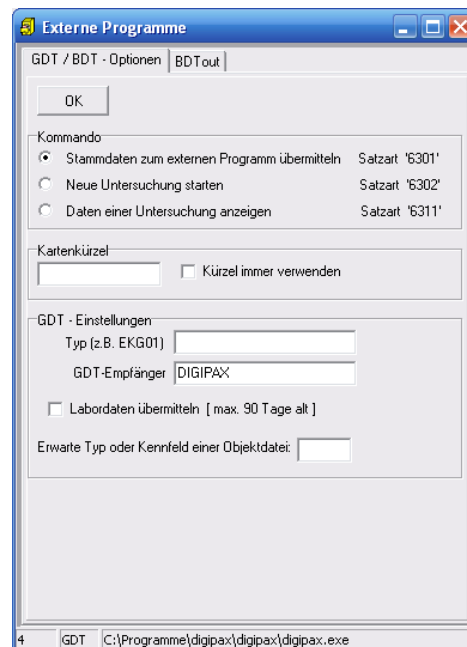 Externe Programme
GDT / BDT - Optionen BDTout
OK
Kommando
Stammdaten zum externen Programm übermitteln Satzart '6301'
Neue Untersuchung starten Satzart '6302'
Daten einer Untersuchung anzeigen Satzart '6311'
Kartenkürzel
Kürzel immer verwenden
GDT - Einstellungen
Typ (z.B. EKG01)
GDT-Empfänger DIGIPAX
Labordaten übermitteln [ max. 90 Tage alt ]
Erwarte Typ oder Kennfeld einer Objektdatei:
4 GDT C:\Programme\digipax\digipax\digipax.exe